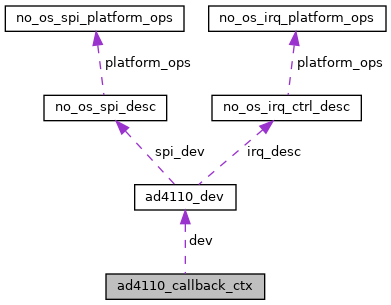 no_os_spi_platform_ops no_os_irq_platform_ops
platform_ops platform_ops
no_os_spi_desc no_os_irq_ctrl_desc
spi_dev irq_desc
ad4110_dev
dev
ad4110_callback_ctx